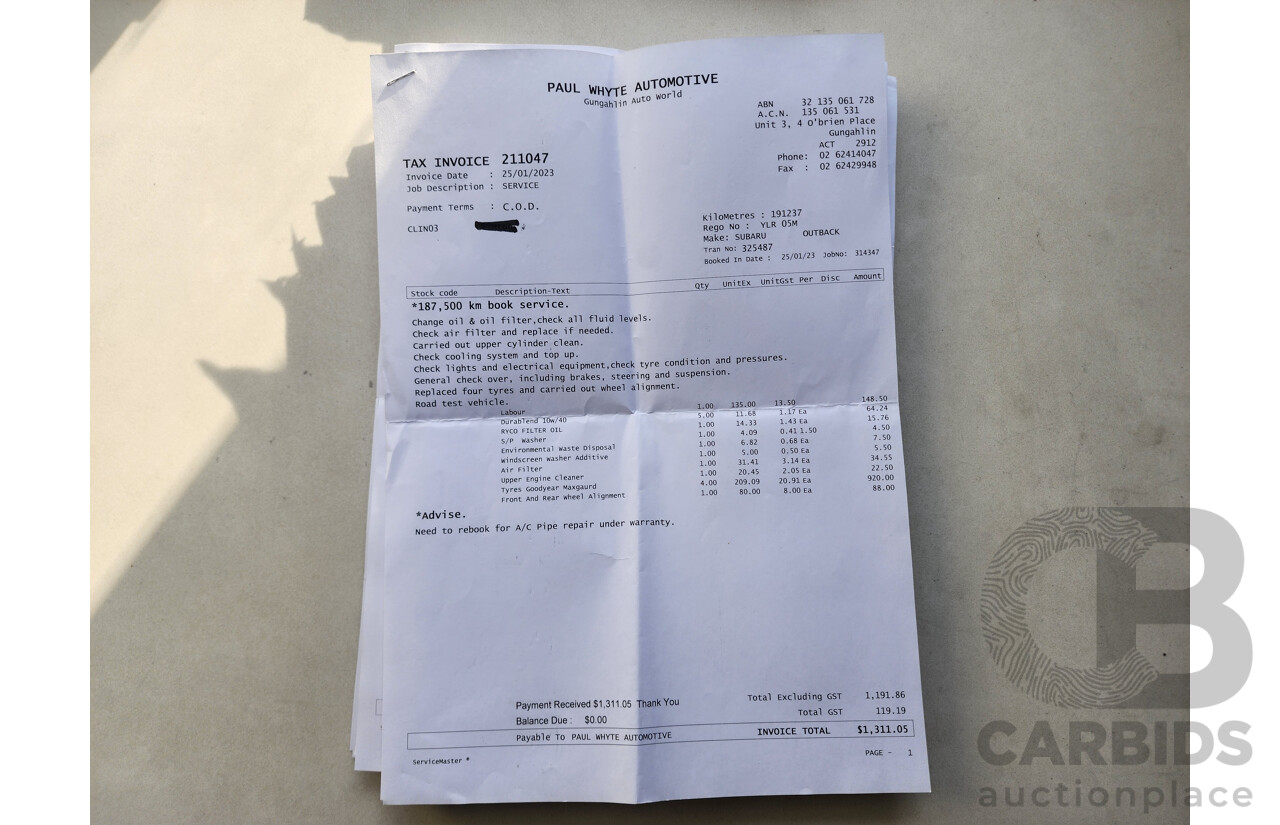 PAUL WHYTE AUTOMOTIVE
Gungahlin Auto World
ABN 32 135 061 728
A.C.N. 135 061 531
Unit 3, 4 O'brien Place
Gungahlin
ACT 2912
Phone: 02 62414047
Fax : 02 62429948
TAX INVOICE 211047
Invoice Date : 25/01/2023
Job Description : SERVICE
Payment Terms : C.O.D.
CLIN03
KiloMetres : 191237
Rego No : YLR 05M
Make: SUBARU OUTBACK
Tran No: 325487
Booked In Date : 25/01/23 JobNo: 314347
Stock code Description-Text Qty UnitEx UnitGst Per Disc Amount
*187,500 km book service.
Change oil & oil filter,check all fluid levels.
Check air filter and replace if needed.
Carried out upper cylinder clean.
Check cooling system and top up.
Check lights and electrical equipment,check tyre condition and pressures.
General check over, including brakes, steering and suspension.
Replaced four tyres and carried out wheel alignment.
Road test vehicle.
Labour 1.00 135.00 13.50 148.50
Durablend 10w/40 5.00 11.68 1.17 Ea 64.24
RYCO FILTER OIL 1.00 14.33 1.43 Ea 15.76
S/P Washer 1.00 4.09 0.41 1.50 4.50
Environmental Waste Disposal 1.00 6.82 0.68 Ea 7.50
Windscreen Washer Additive 1.00 5.00 0.50 Ea 5.50
Air Filter 1.00 31.41 3.14 Ea 34.55
Upper Engine Cleaner 1.00 20.45 2.05 Ea 22.50
Tyres Goodyear Maxgaurd 4.00 209.09 20.91 Ea 920.00
Front And Rear Wheel Alignment 1.00 80.00 8.00 Ea 88.00
*Advise.
Need to rebook for A/C Pipe repair under warranty.
Payment Received $1,311.05 Thank You
Balance Due : $0.00
Total Excluding GST 1,191.86
Total GST 119.19
Payable To PAUL WHYTE AUTOMOTIVE INVOICE TOTAL $1,311.05
ServiceMaster *
PAGE - 1
CB
CARBIDS
auctionplace